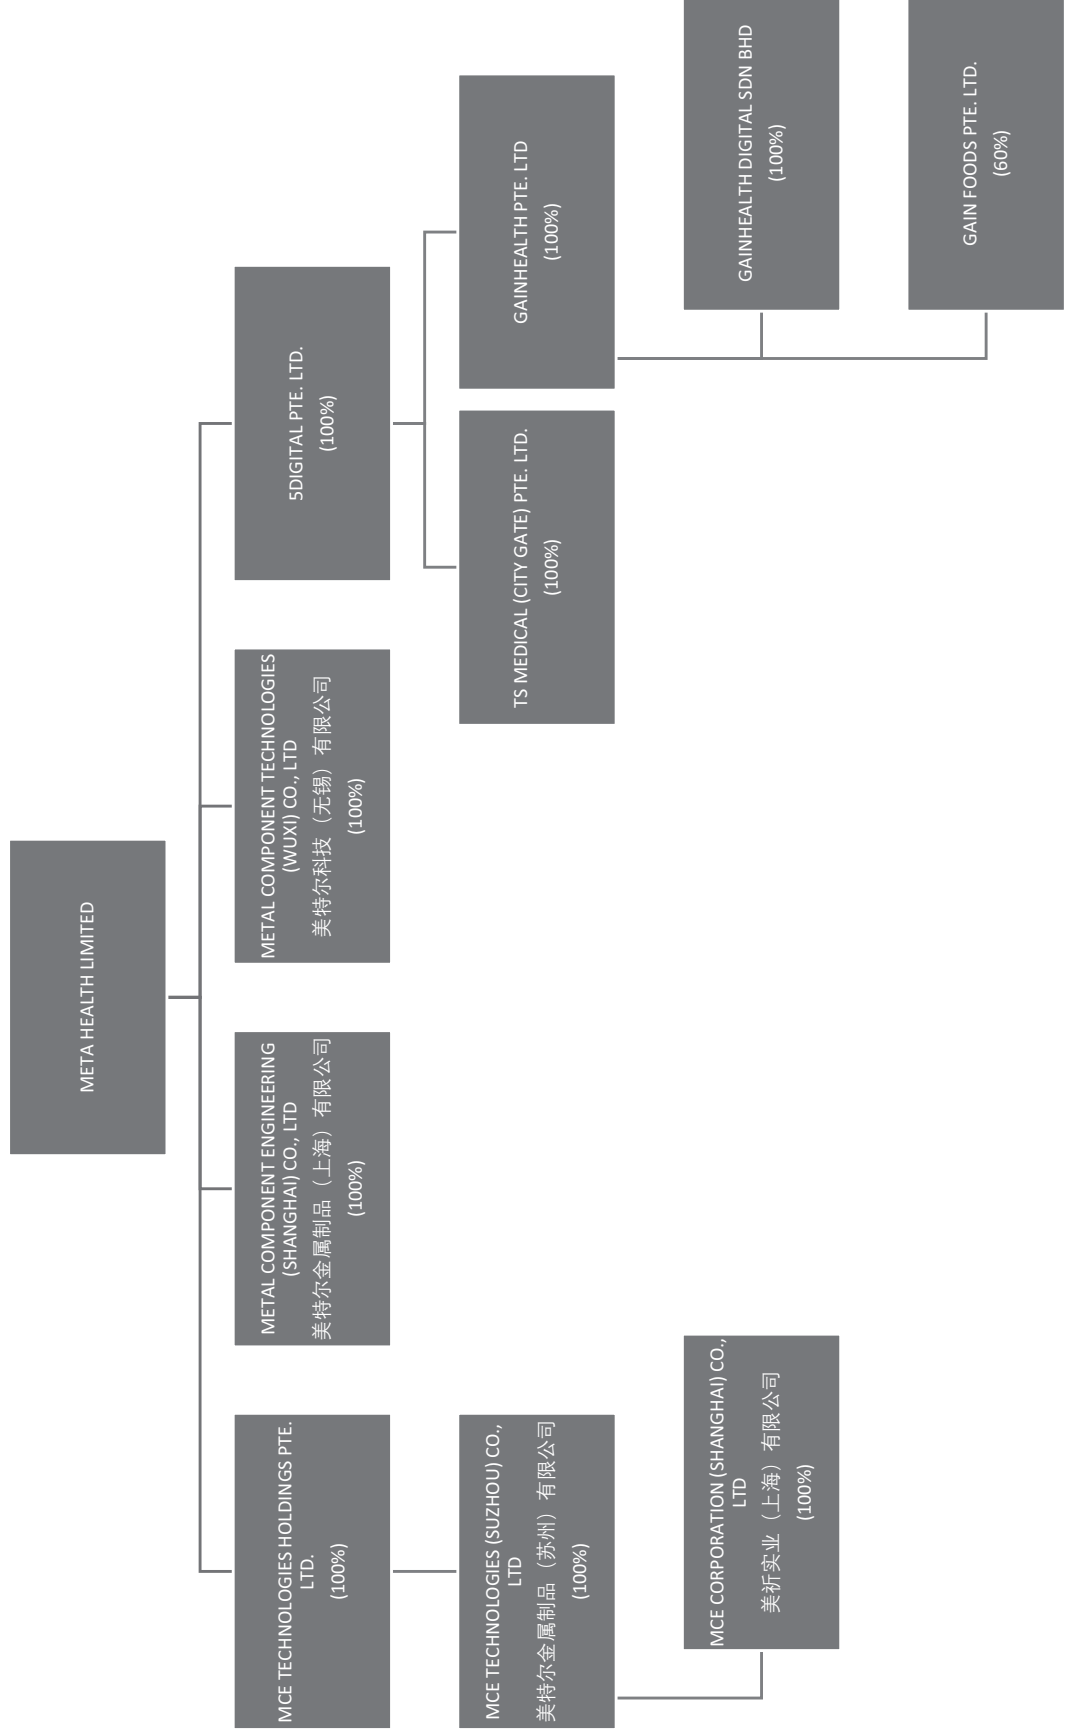 META HEALTH LIMITED
MCE TECHNOLOGIES HOLDINGS PTE.
LTD.
(100%)
METAL COMPONENT ENGINEERING
(SHANGHAI) CO., LTD
美特尔金属制品（上海）有限公司
(100%)
METAL COMPONENT TECHNOLOGIES
(WUXI) CO., LTD
美特尔科技（无锡）有限公司
(100%)
5DIGITAL PTE. LTD.
(100%)
MCE TECHNOLOGIES (SUZHOU) CO.,
LTD
美特尔金属制品（苏州）有限公司
(100%)
TS MEDICAL (CITY GATE) PTE. LTD.
(100%)
GAINHEALTH PTE. LTD
(100%)
MCE CORPORATION (SHANGHAI) CO.,
LTD
美祈实业（上海）有限公司
(100%)
GAINHEALTH DIGITAL SDN BHD
(100%)
GAIN FOODS PTE. LTD.
(60%)